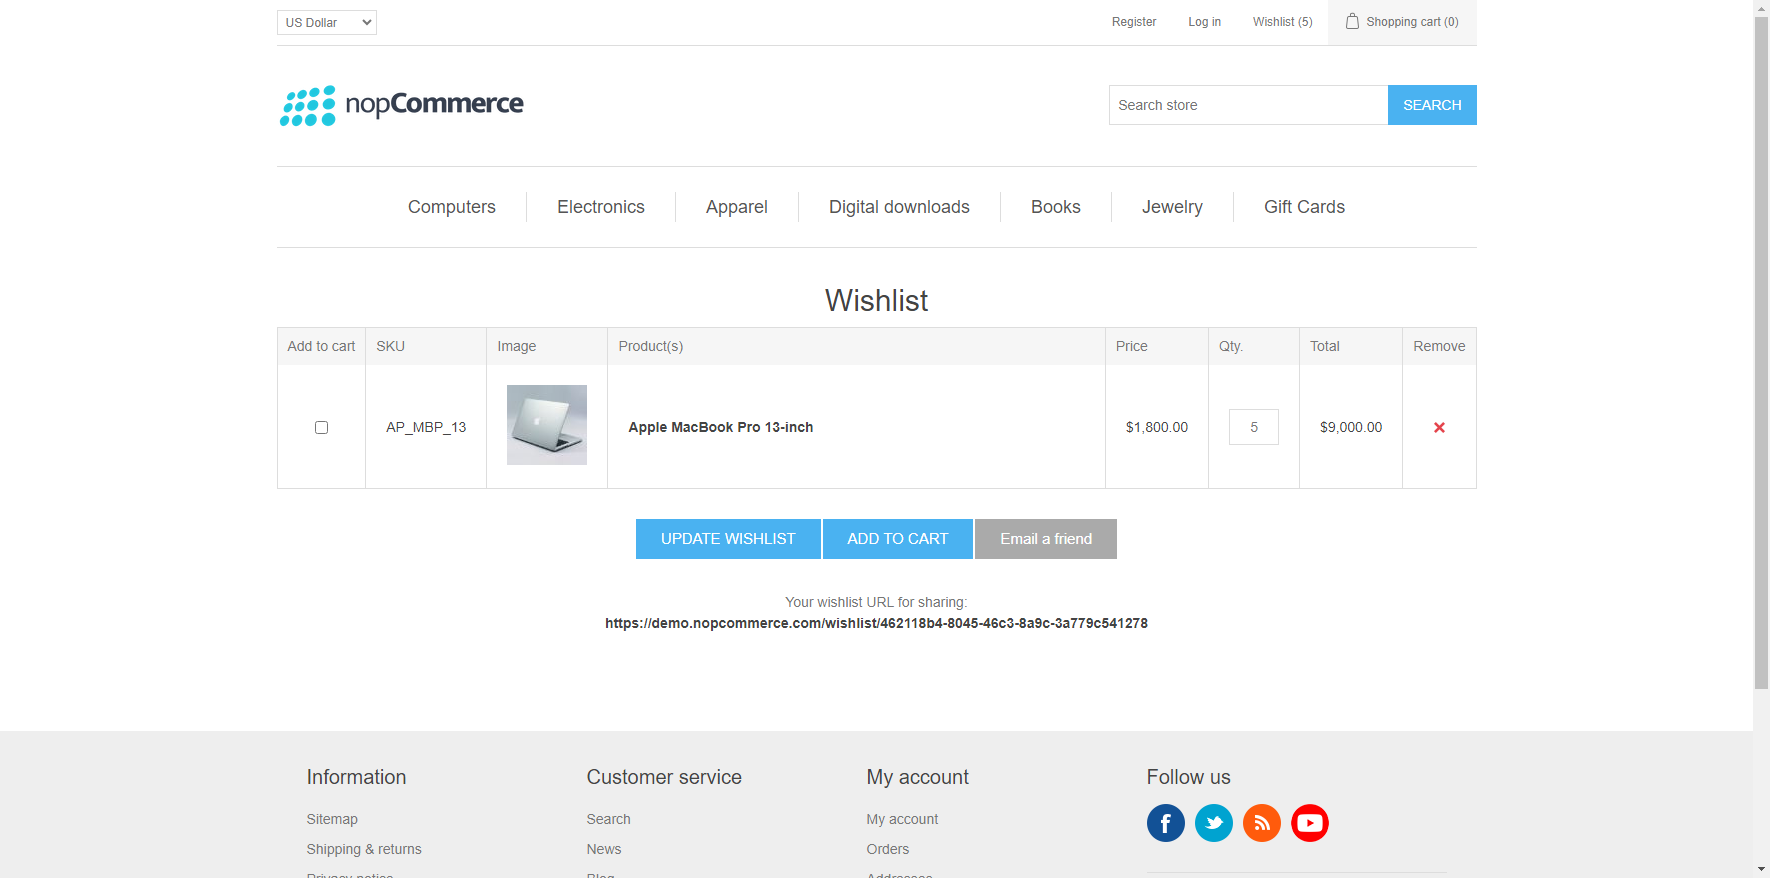 US Dollar
Register Log in Wishlist (5) Shopping cart (0)
nopCommerce
Search store SEARCH
Computers Electronics Apparel Digital downloads Books Jewelry Gift Cards
Wishlist
Add to cart SKU Image Product(s) Price Qty. Total Remove
AP_MBP_13 Apple MacBook Pro 13-inch $1,800.00 5 $9,000.00
UPDATE WISHLIST ADD TO CART Email a friend
Your wishlist URL for sharing:
https://demo.nopcommerce.com/wishlist/462118b4-8045-46c3-8a9c-3a779c541278
Information Customer service My account Follow us
Sitemap Search My account
Shipping & returns News Orders
Privacy notice Blog Addresses